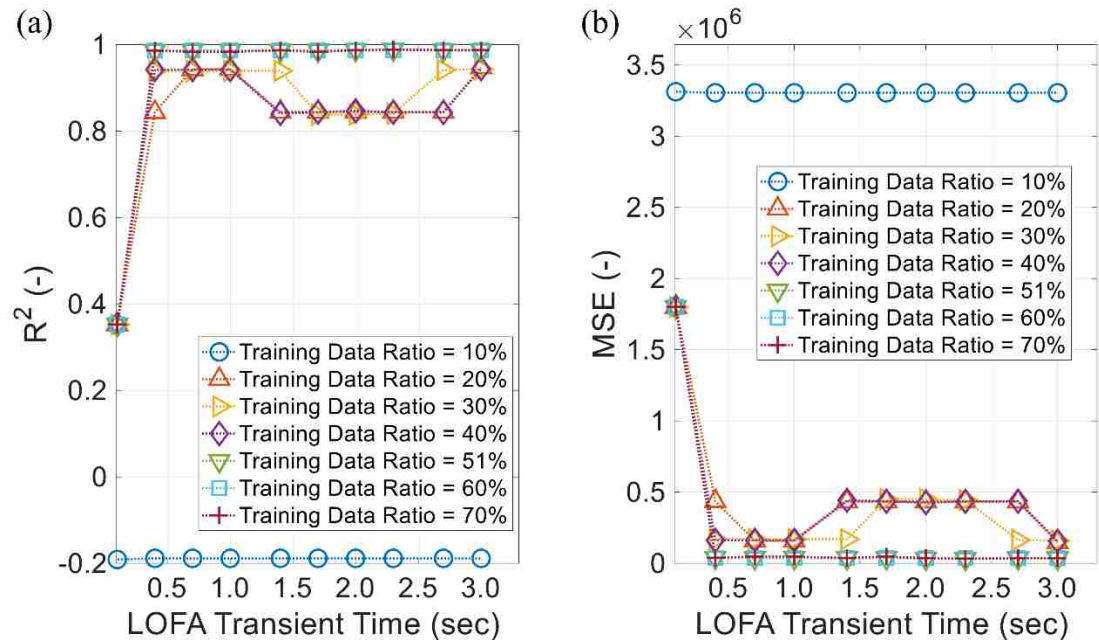 (a)
1
0.8
0.6
0.4
0.2
0
-0.2
R² (-)
0.5 1.0 1.5 2.0 2.5 3.0
LOFA Transient Time (sec)
Training Data Ratio = 10%
Training Data Ratio = 20%
Training Data Ratio = 30%
Training Data Ratio = 40%
Training Data Ratio = 51%
Training Data Ratio = 60%
Training Data Ratio = 70%
(b)
×10⁶
3.5
3
2.5
2
1.5
1
0.5
0
MSE (-)
0.5 1.0 1.5 2.0 2.5 3.0
LOFA Transient Time (sec)
Training Data Ratio = 10%
Training Data Ratio = 20%
Training Data Ratio = 30%
Training Data Ratio = 40%
Training Data Ratio = 51%
Training Data Ratio = 60%
Training Data Ratio = 70%